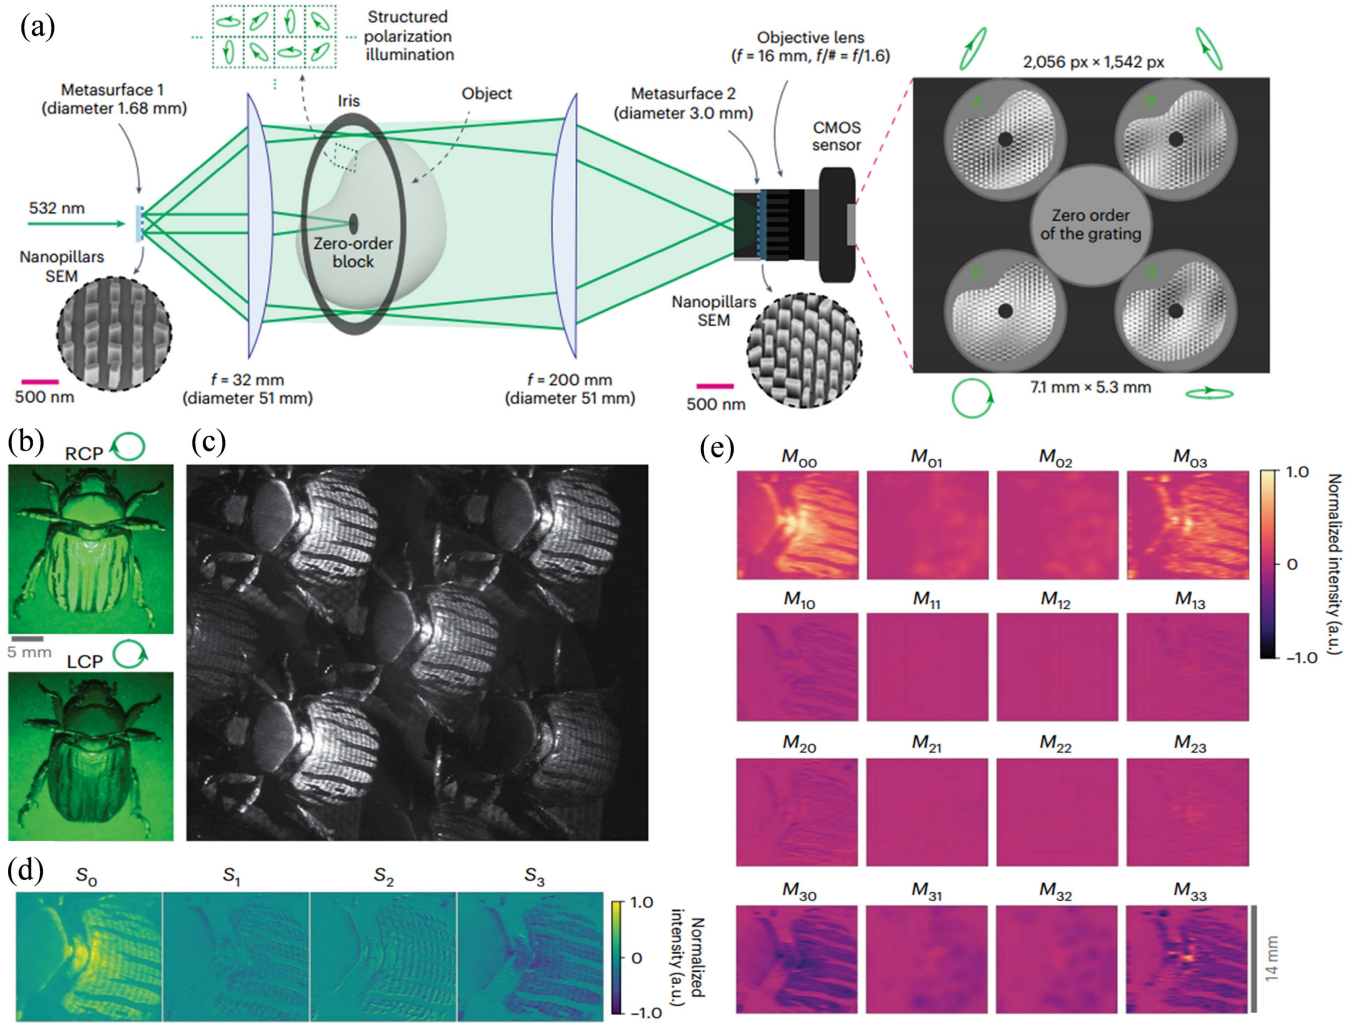 (a)
Structured
polarization
illumination
Metasurface 1
(diameter 1.68 mm)
Iris
Object
Objective lens
(f = 16 mm, f/# = f/1.6)
Metasurface 2
(diameter 3.0 mm)
CMOS
sensor
2,056 px × 1,542 px
A
B
532 nm
Zero-order
block
Zero order
of the grating
Nanopillars
SEM
Nanopillars
SEM
C
D
500 nm
f = 32 mm
(diameter 51 mm)
f = 200 mm
(diameter 51 mm)
500 nm
7.1 mm × 5.3 mm
(b)
RCP
5 mm
LCP
(c)
(d)
S0
S1
S2
S3
1.0
0
−1.0
Normalized
intensity (a.u.)
(e)
M00
M01
M02
M03
M10
M11
M12
M13
M20
M21
M22
M23
M30
M31
M32
M33
1.0
0
−1.0
Normalized intensity (a.u.)
14 mm